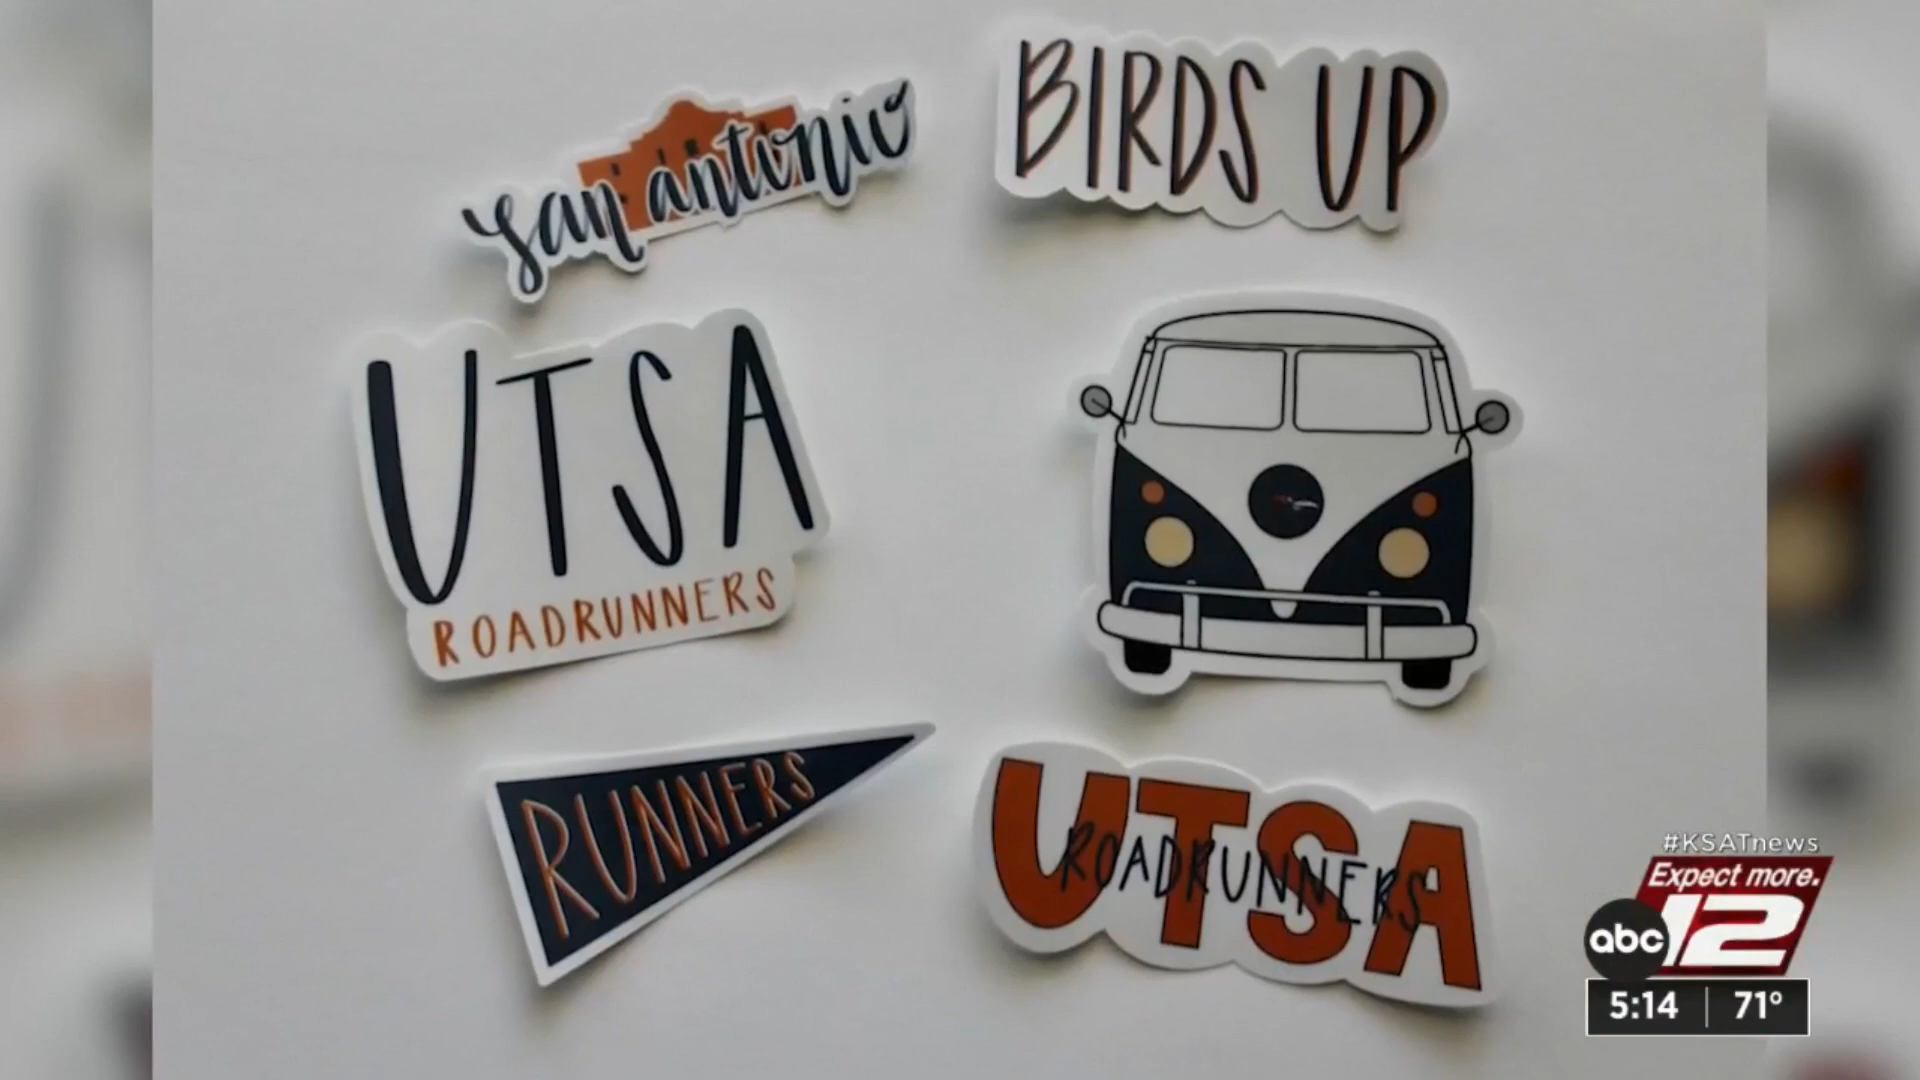 san antonio
BIRDS UP
UTSA
ROADRUNNERS
RUNNERS
UTSA
ROADRUNNERS
#KSATnews
Expect more.
abc 12
5:14 71°